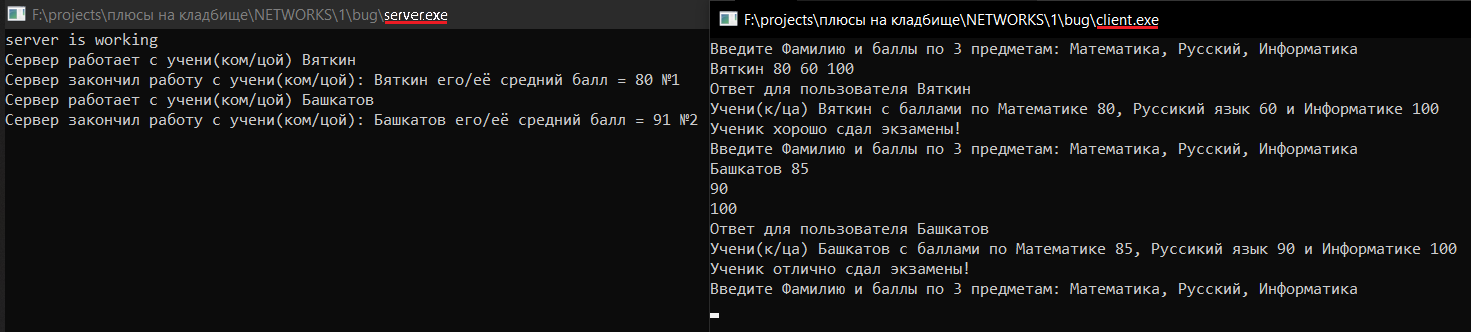 F:\projects\плюсы на кладбище\NETWORKS\1\bug\server.exe
server is working
Сервер работает с учени(ком/цой) Вяткин
Сервер закончил работу с учени(ком/цой): Вяткин его/её средний балл = 80 №1
Сервер работает с учени(ком/цой) Башкатов
Сервер закончил работу с учени(ком/цой): Башкатов его/её средний балл = 91 №2
F:\projects\плюсы на кладбище\NETWORKS\1\bug\client.exe
Введите Фамилию и баллы по 3 предметам: Математика, Русский, Информатика
Вяткин 80 60 100
Ответ для пользователя Вяткин
Учени(к/ца) Вяткин с баллами по Математике 80, Руссикий язык 60 и Информатике 100
Ученик хорошо сдал экзамены!
Введите Фамилию и баллы по 3 предметам: Математика, Русский, Информатика
Башкатов 85
90
100
Ответ для пользователя Башкатов
Учени(к/ца) Башкатов с баллами по Математике 85, Руссикий язык 90 и Информатике 100
Ученик отлично сдал экзамены!
Введите Фамилию и баллы по 3 предметам: Математика, Русский, Информатика